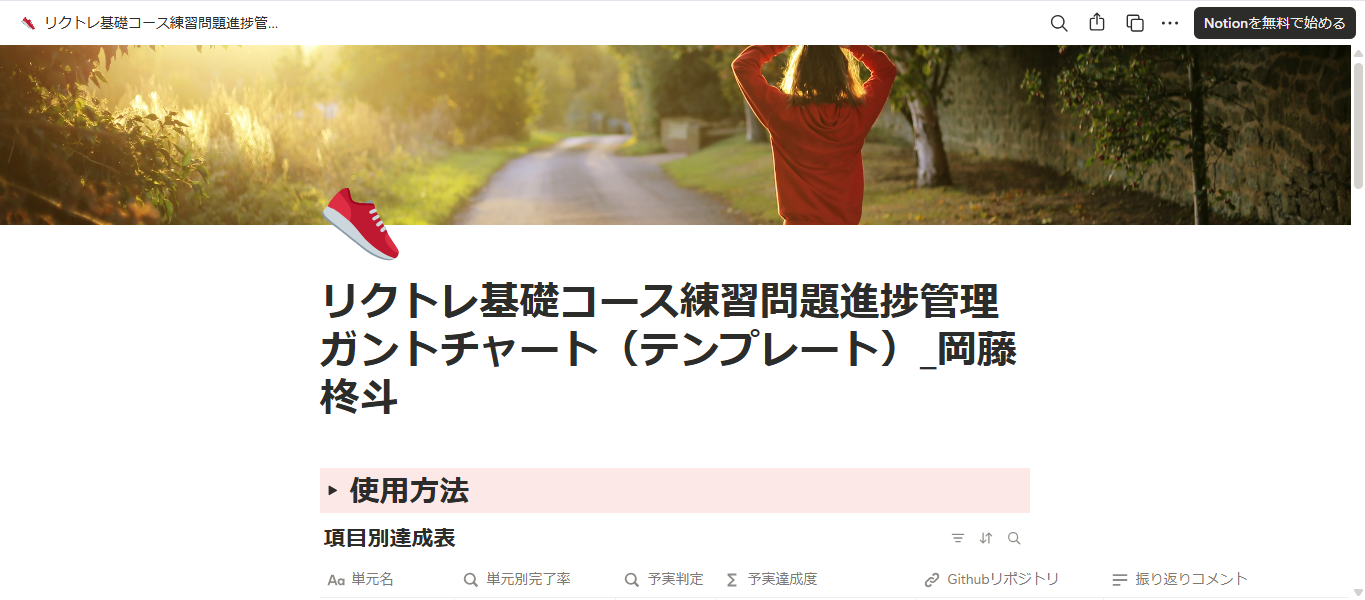 リクトレ基礎コース練習問題進捗管...
Notionを無料で始める
リクトレ基礎コース練習問題進捗管理
ガントチャート（テンプレート）_岡藤
柊斗
使用方法
項目別達成表
Aa 単元名 単元別完了率 予実判定 Σ 予実達成度 Githubリポジトリ 振り返りコメント